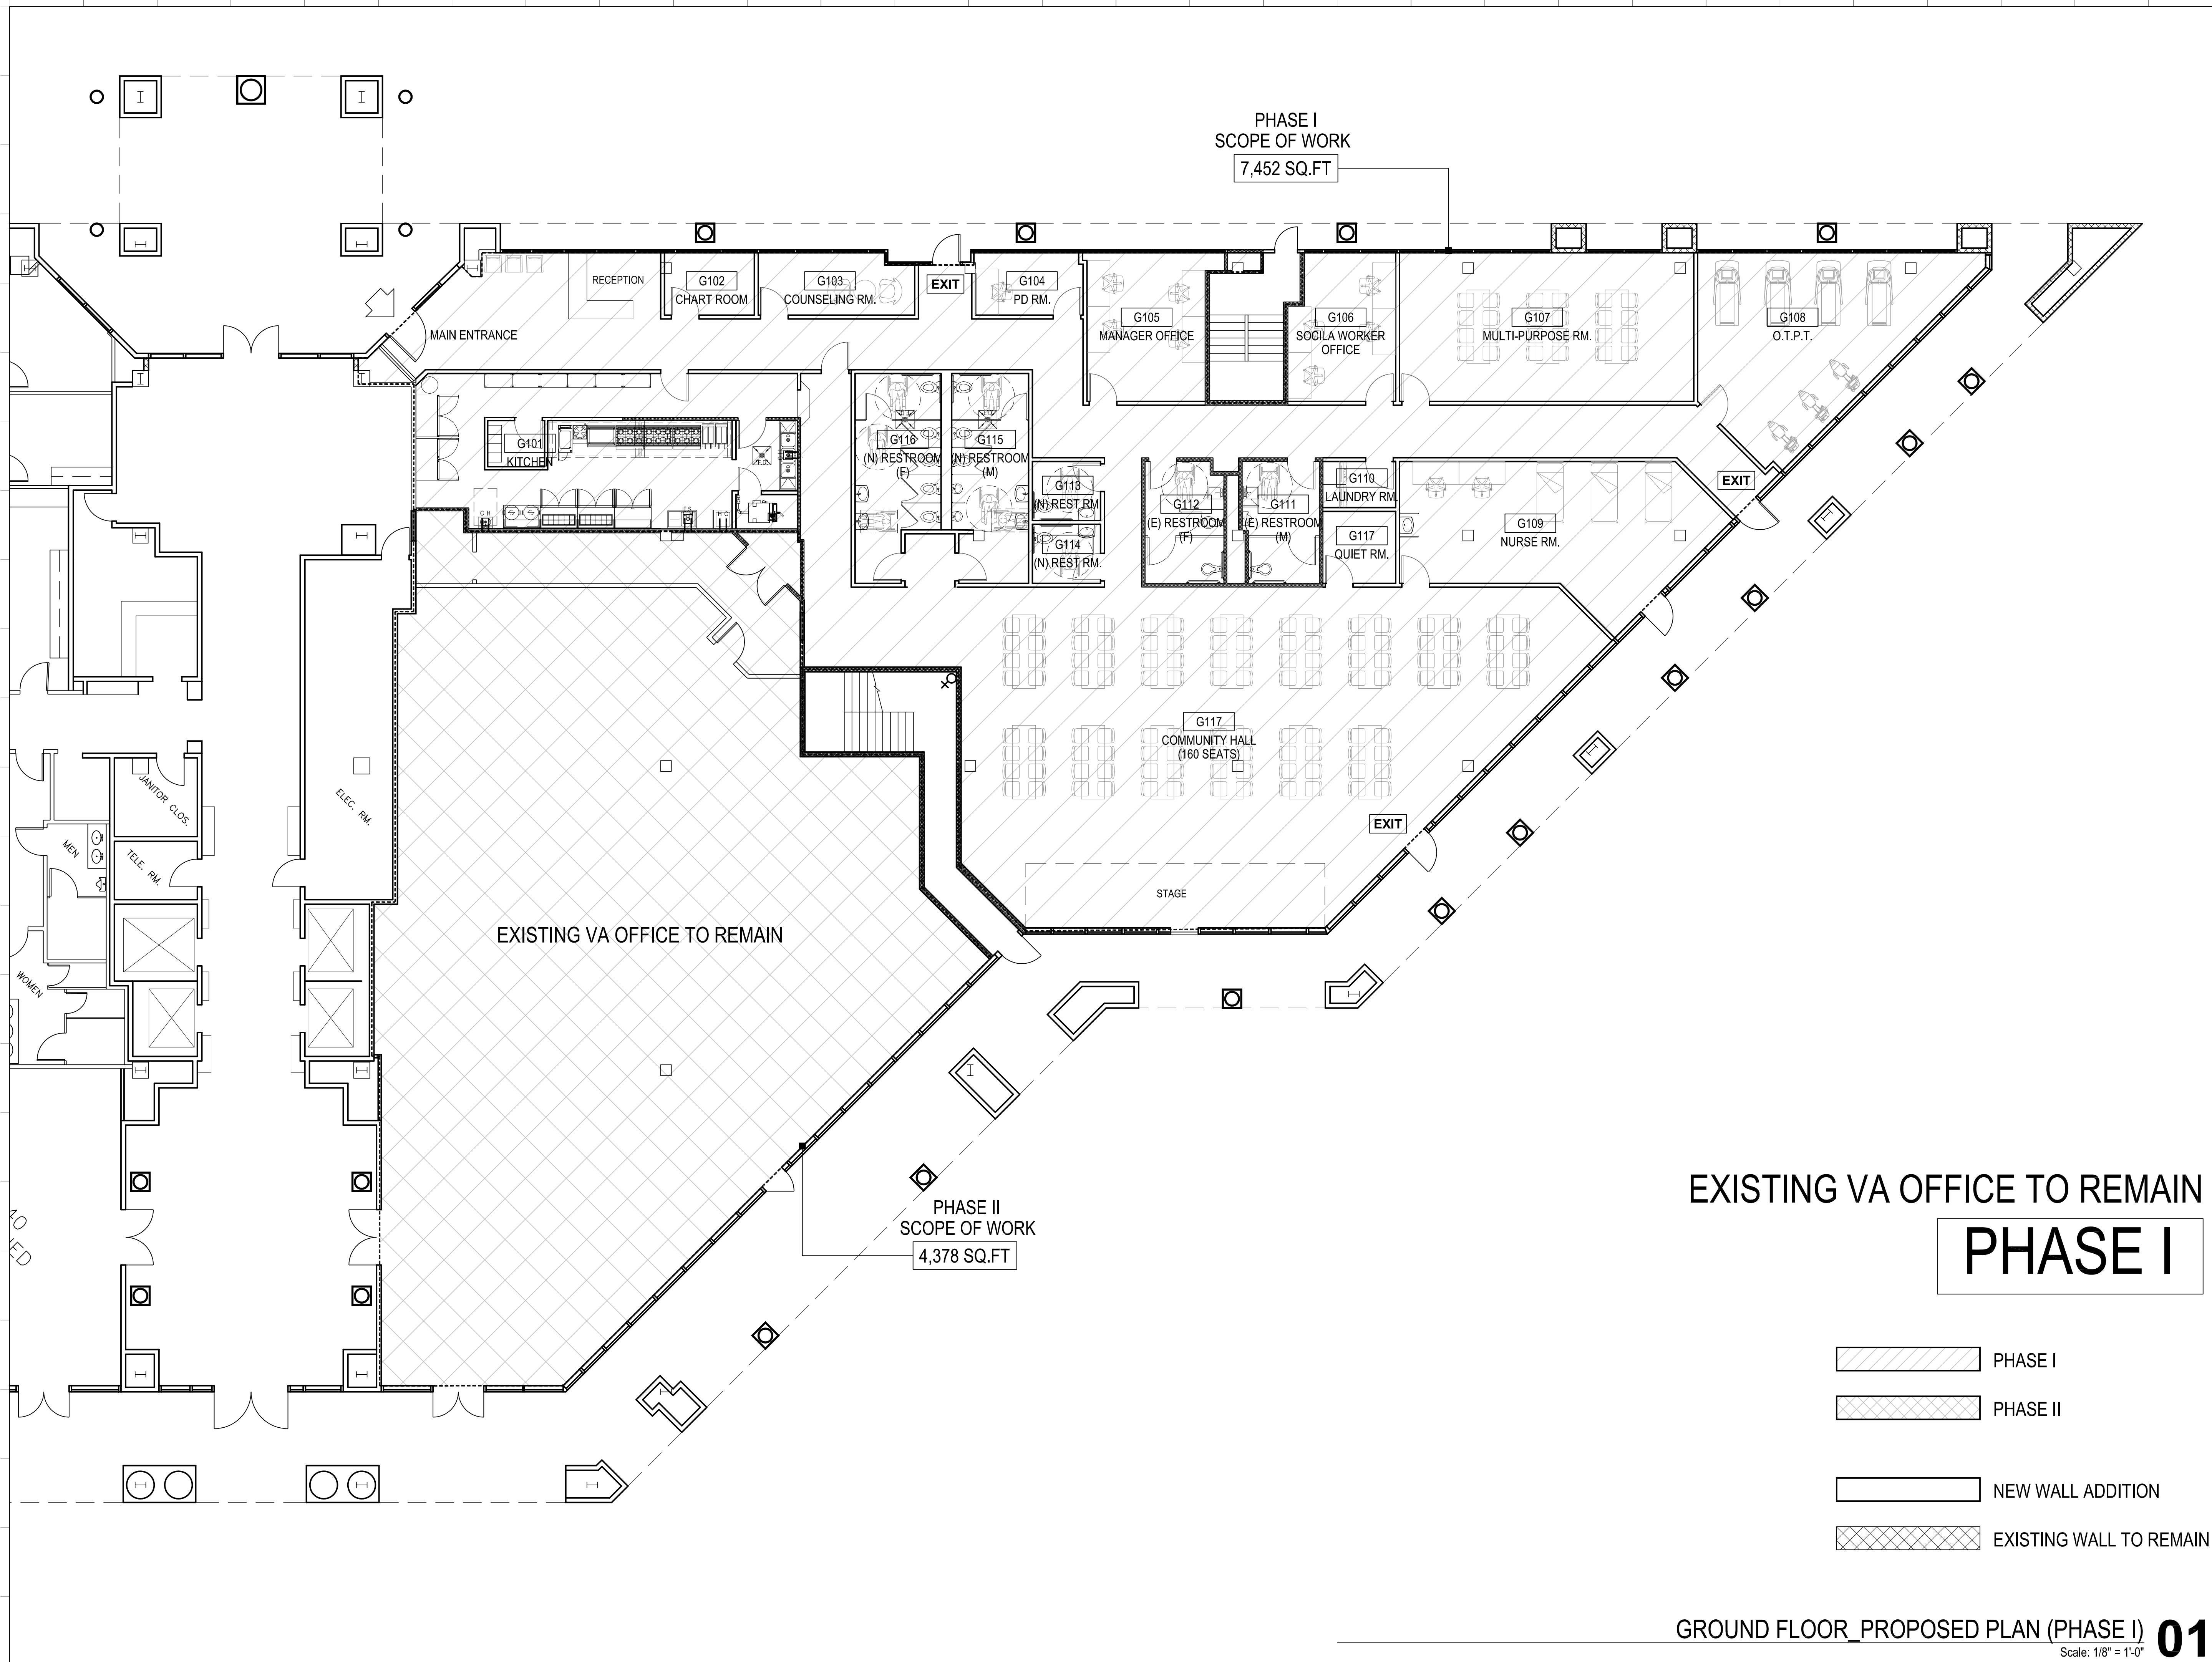 PHASE I
SCOPE OF WORK
7,452 SQ.FT
RECEPTION
G102
CHART ROOM
G103
COUNSELING RM.
EXIT
G104
PD RM.
G105
MANAGER OFFICE
G106
SOCILA WORKER
OFFICE
G107
MULTI-PURPOSE RM.
G108
O.T.P.T.
MAIN ENTRANCE
G101
KITCHEN
G116
(N) RESTROOM
(F)
G115
(N) RESTROOM
(M)
G113
(N) REST RM.
G114
(N) REST RM.
G112
(E) RESTROOM
(F)
G111
(E) RESTROOM
(M)
G110
LAUNDRY RM.
G117
QUIET RM.
G109
NURSE RM.
EXIT
G117
COMMUNITY HALL
(160 SEATS)
EXIT
STAGE
JANITOR CLOS.
ELEC. RM.
MEN
TELE. RM.
WOMEN
EXISTING VA OFFICE TO REMAIN
PHASE II
SCOPE OF WORK
4,378 SQ.FT
EXISTING VA OFFICE TO REMAIN
PHASE I
PHASE I
PHASE II
NEW WALL ADDITION
EXISTING WALL TO REMAIN
GROUND FLOOR_PROPOSED PLAN (PHASE I) 01
Scale: 1/8" = 1'-0"